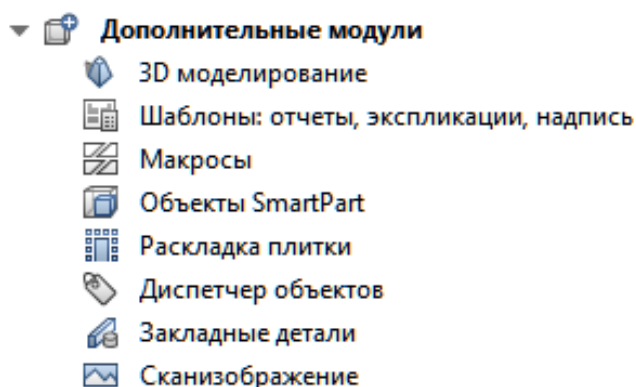 Дополнительные модули
3D моделирование
Шаблоны: отчеты, экспликации, надпись
Макросы
Объекты SmartPart
Раскладка плитки
Диспетчер объектов
Закладные детали
Сканизображение